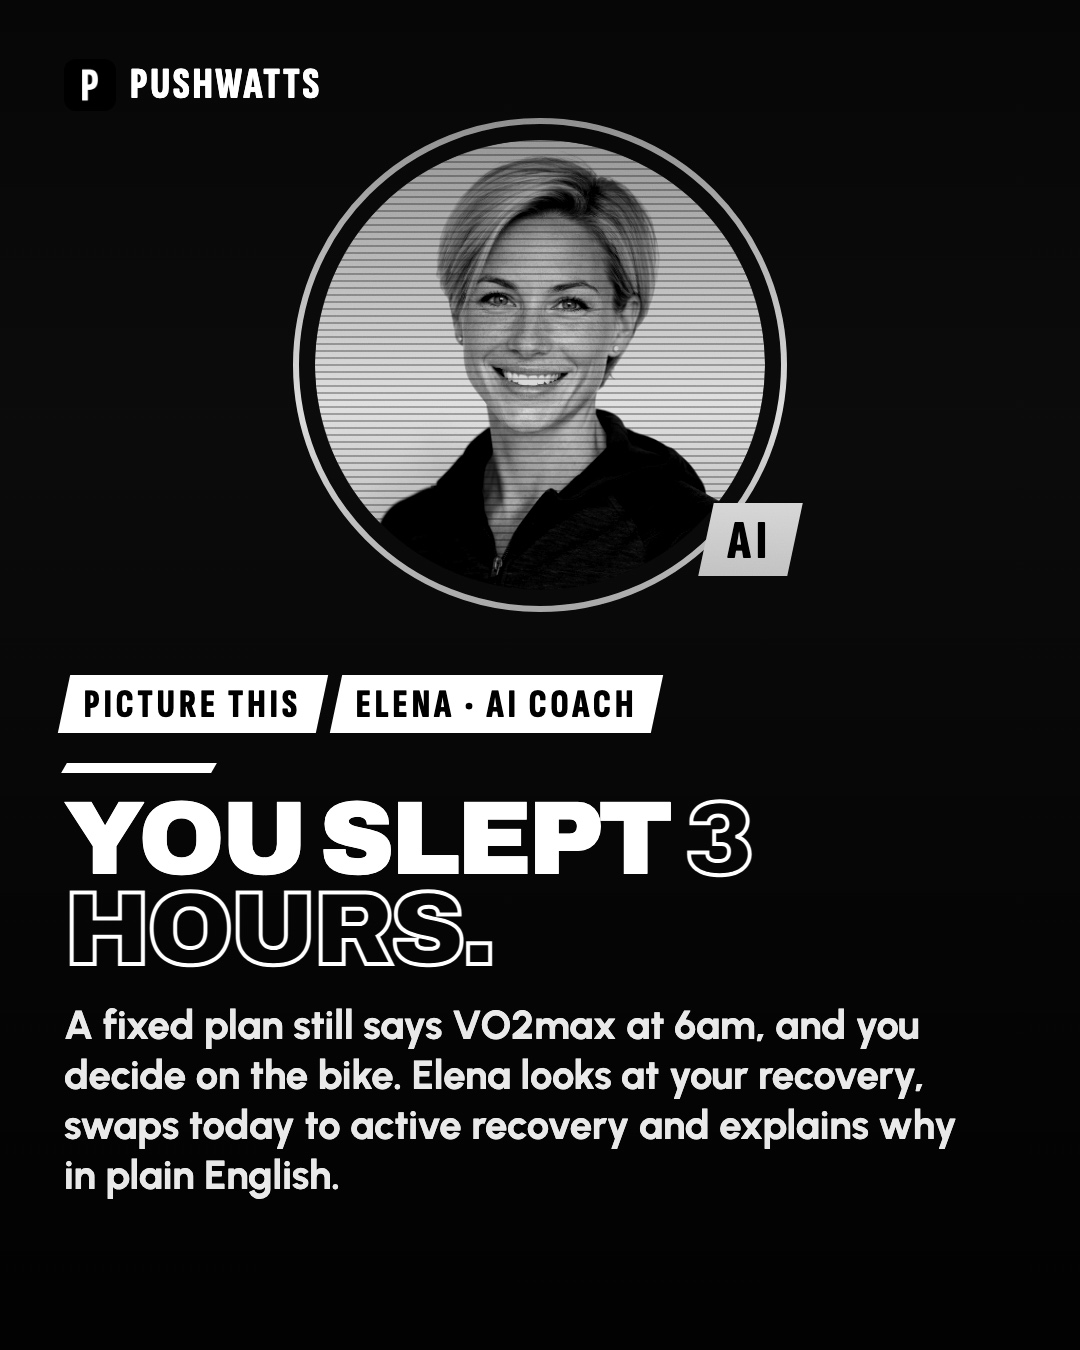 P PUSHWATTS
AI
PICTURE THIS
ELENA · AI COACH
YOU SLEPT 3
HOURS.
A fixed plan still says VO2max at 6am, and you
decide on the bike. Elena looks at your recovery,
swaps today to active recovery and explains why
in plain English.